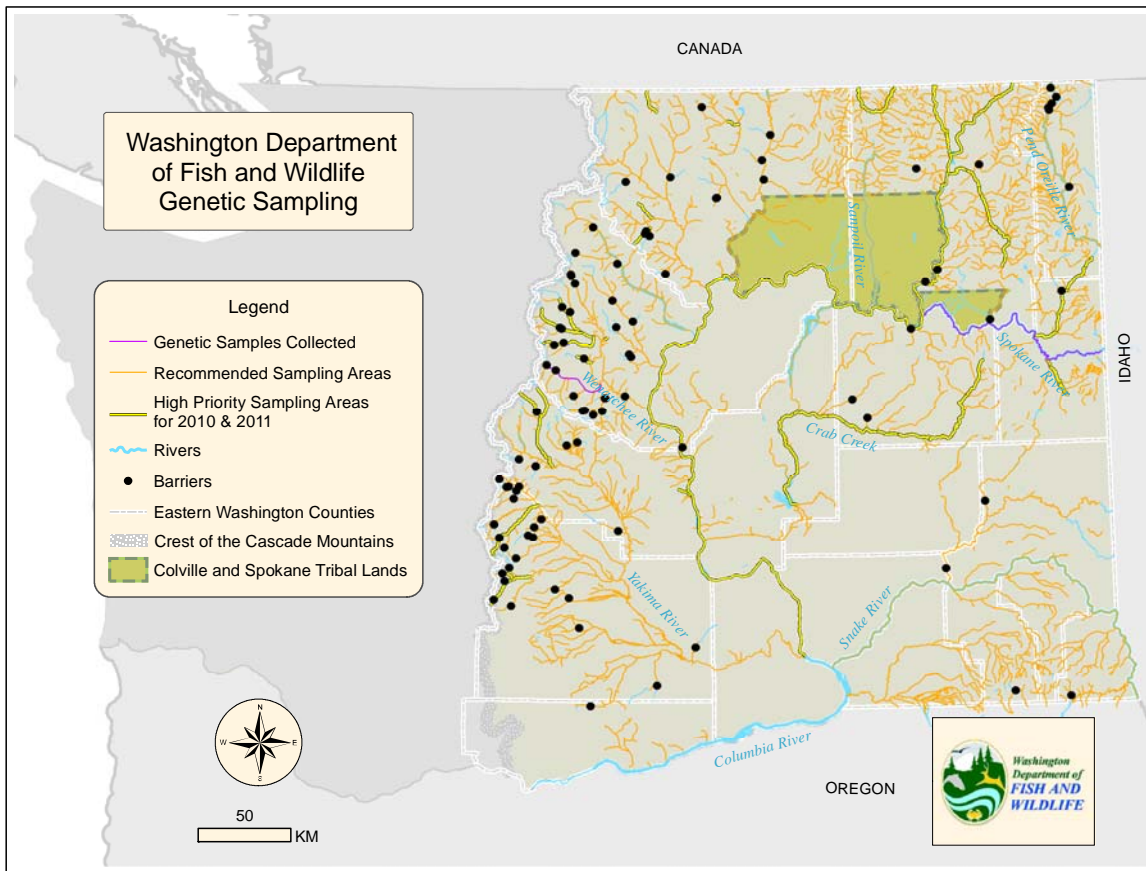 CANADA
Washington Department
of Fish and Wildlife
Genetic Sampling
Pend Oreille River
Sanpoil River
Legend
Genetic Samples Collected
Recommended Sampling Areas
High Priority Sampling Areas
for 2010 & 2011
Rivers
Barriers
Eastern Washington Counties
Crest of the Cascade Mountains
Colville and Spokane Tribal Lands
Spokane River
IDAHO
Wenatchee River
Crab Creek
Yakima River
Snake River
Columbia River
OREGON
N
W
E
S
50
KM
Washington
Department of
FISH AND
WILDLIFE